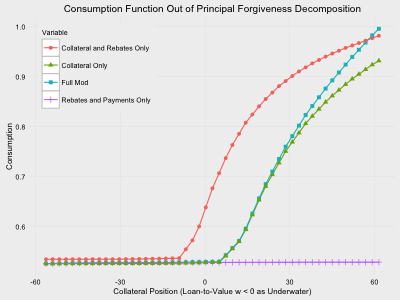 Consumption Function Out of Principal Forgiveness Decomposition
Variable
Collateral and Rebates Only
Collateral Only
Full Mod
Rebates and Payments Only
Consumption
1.0
0.9
0.8
0.7
0.6
-60
-30
0
30
60
Collateral Position (Loan-to-Value w < 0 as Underwater)